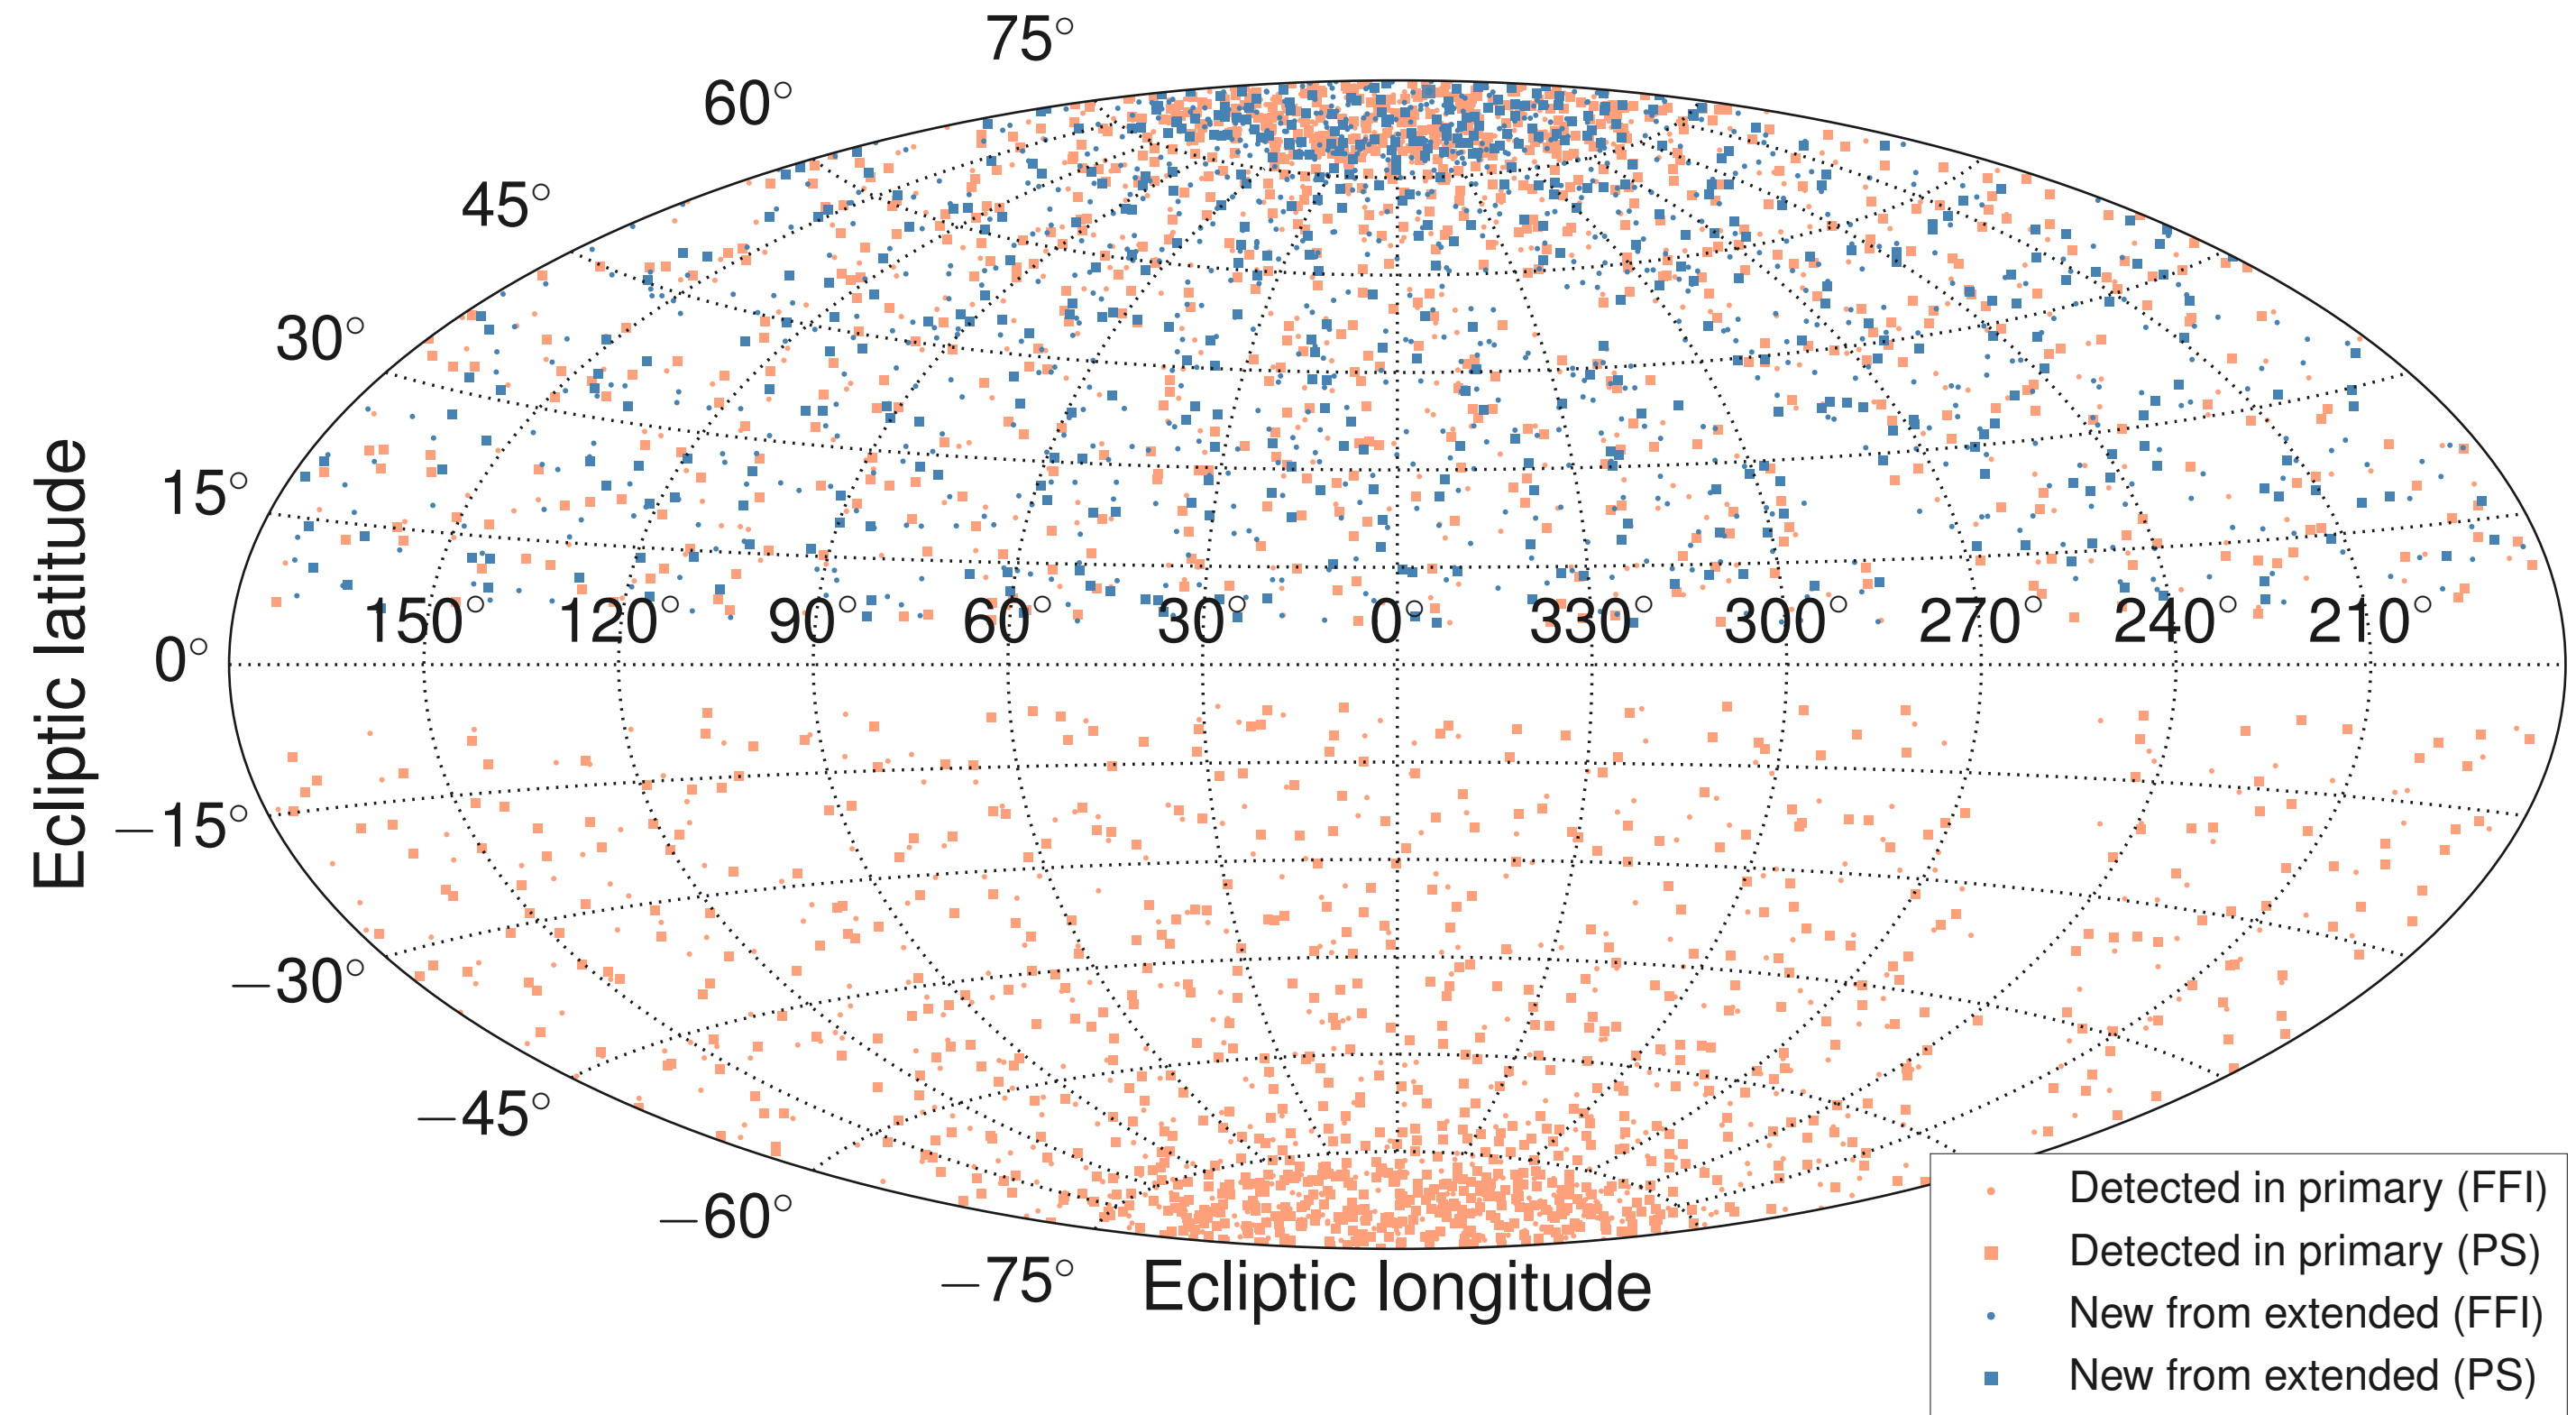 75°
60°
45°
30°
15°
150° 120° 90° 60° 30° 0° 330° 300° 270° 240° 210°
0°
Ecliptic latitude
−15°
−30°
−45°
−60°
−75°
Ecliptic longitude
Detected in primary (FFI)
Detected in primary (PS)
New from extended (FFI)
New from extended (PS)